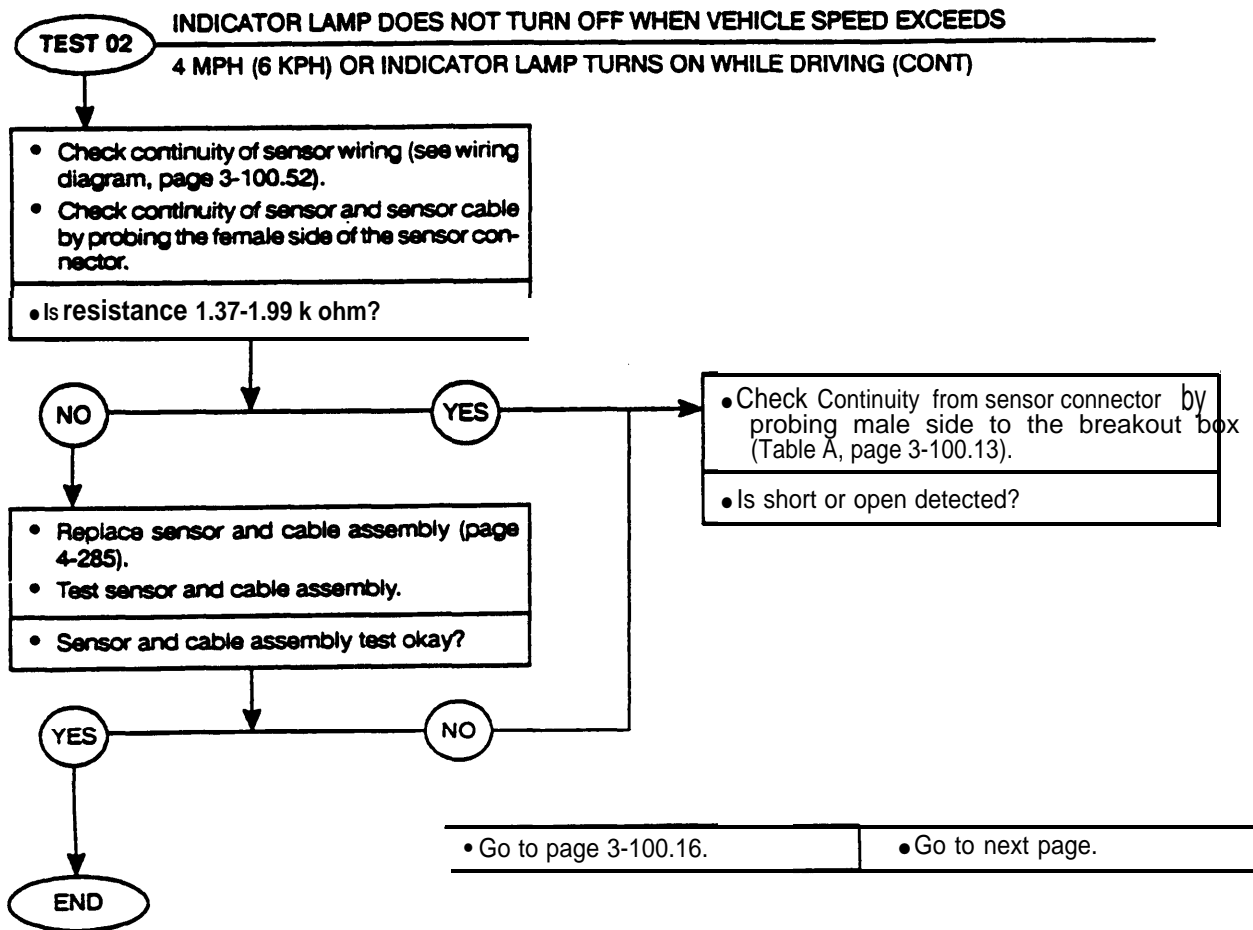 TEST 02
INDICATOR LAMP DOES NOT TURN OFF WHEN VEHICLE SPEED EXCEEDS
4 MPH (6 KPH) OR INDICATOR LAMP TURNS ON WHILE DRIVING (CONT)
• Check continuity of sensor wiring (see wiring
diagram, page 3-100.52).
• Check continuity of sensor and sensor cable
by probing the female side of the sensor con-
nector.
• Is resistance 1.37-1.99 k ohm?
NO
YES
• Check Continuity from sensor connector by
probing male side to the breakout box
(Table A, page 3-100.13).
• Is short or open detected?
• Replace sensor and cable assembly (page
4-285).
• Test sensor and cable assembly.
• Sensor and cable assembly test okay?
YES
NO
• Go to page 3-100.16.
• Go to next page.
END